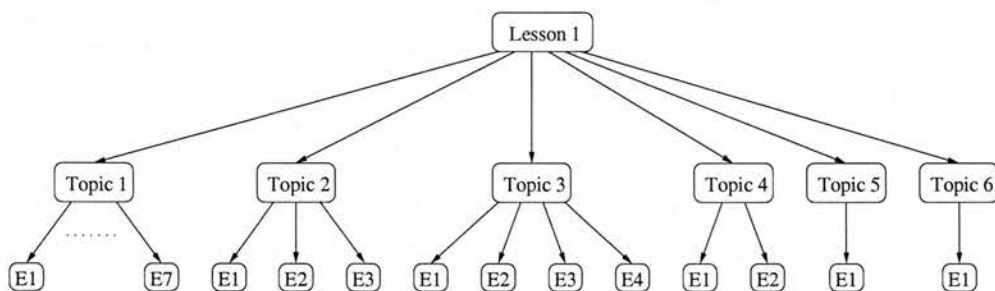 Lesson 1
Topic 1 Topic 2 Topic 3 Topic 4 Topic 5 Topic 6
.......
E1 E7 E1 E2 E3 E1 E2 E3 E4 E1 E2 E1 E1